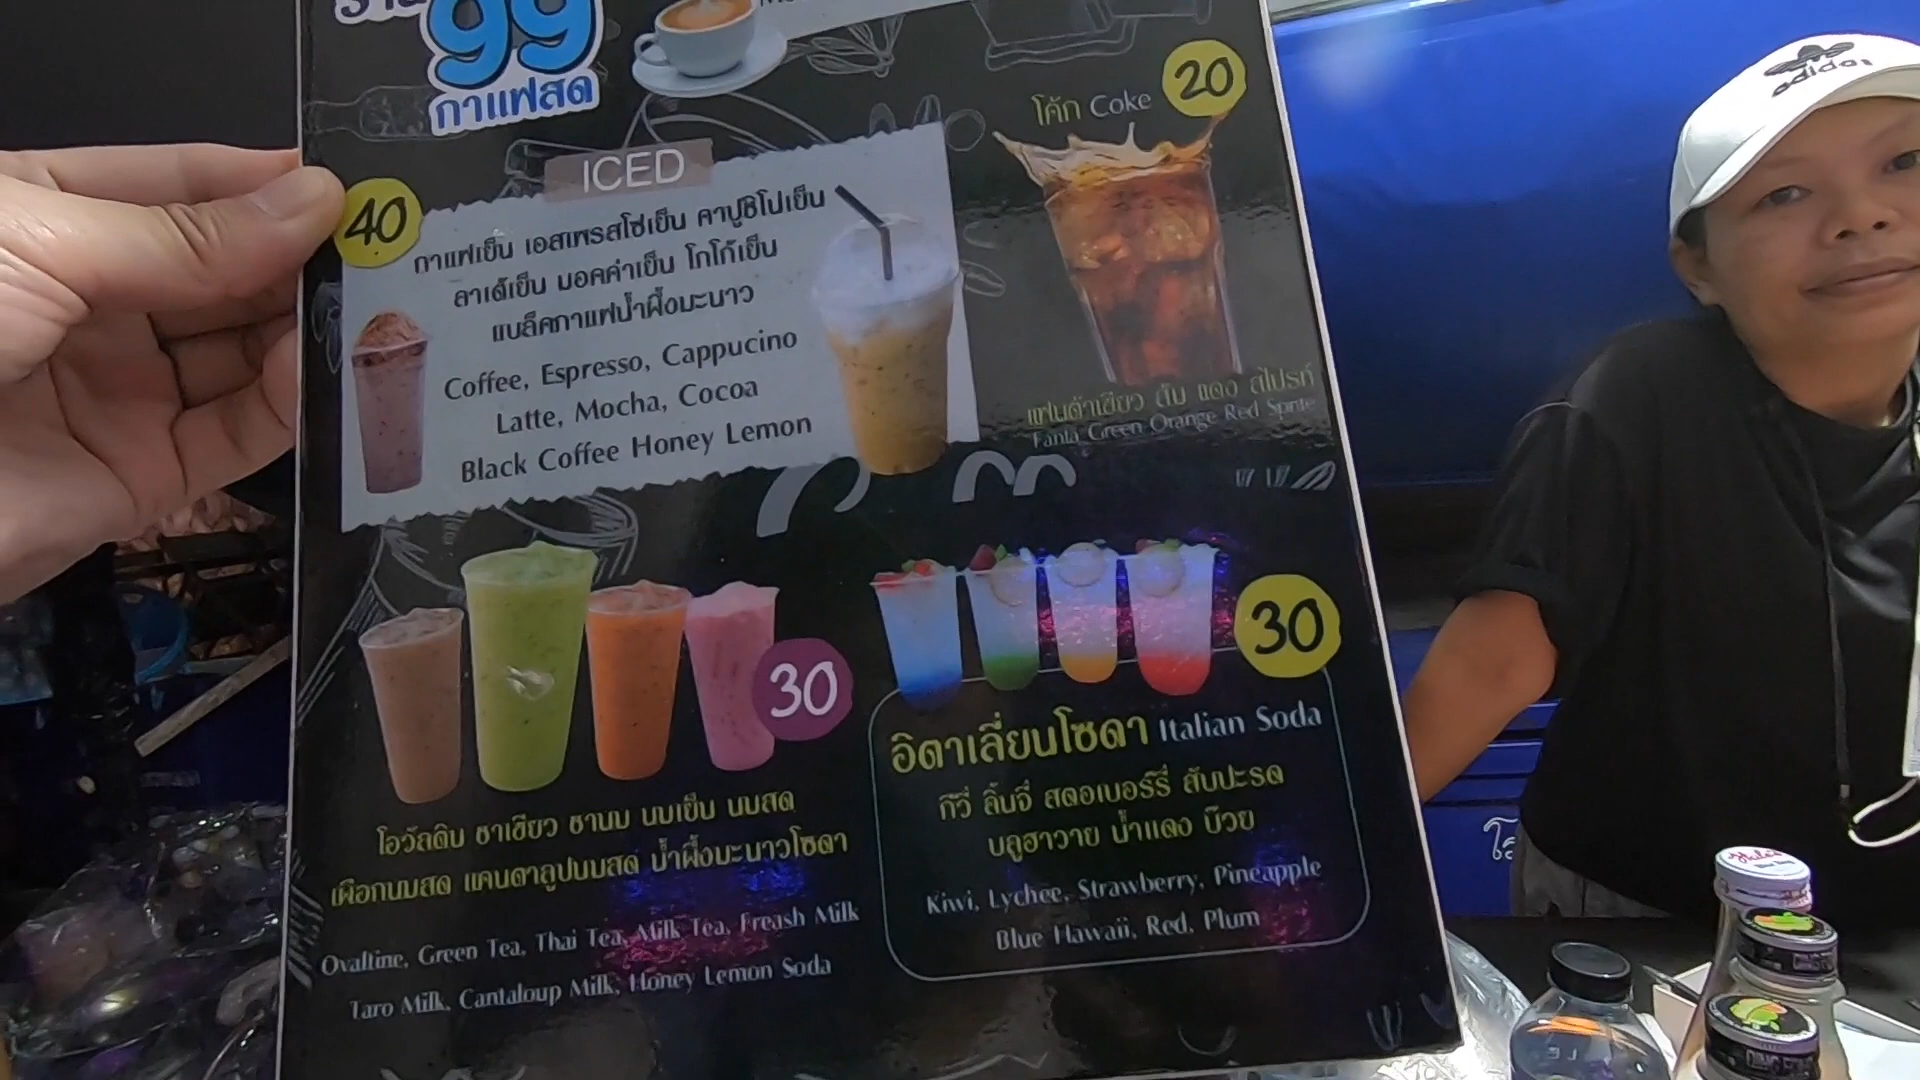 99
กาแฟสด
โค้ก Coke
20
ICED
40
กาแฟเย็น เอสเพรสโซ่เย็น คาปูชิโน่เย็น
ลาเต้เย็น มอคค่าเย็น โกโก้เย็น
แบล็คกาแฟน้ำผึ้งมะนาว
Coffee, Espresso, Cappucino
Latte, Mocha, Cocoa
Black Coffee Honey Lemon
แฟนต้าเขียว ส้ม แดง สไปรท์
Fanta Green Orange Red Sprite
30
โอวัลติน ชาเขียว ชานม นมเย็น นมสด
เผือกนมสด แคนตาลูปนมสด น้ำผึ้งมะนาวโซดา
Ovaltine, Green Tea, Thai Tea, Milk Tea, Freash Milk
Taro Milk, Cantaloup Milk, Honey Lemon Soda
30
อิตาเลี่ยนโซดา Italian Soda
กีวี่ ลิ้นจี่ สตอเบอร์รี่ สับปะรด
บลูฮาวาย น้ำแดง บ๊วย
Kiwi, Lychee, Strawberry, Pineapple
Blue Hawaii, Red, Plum
adidas